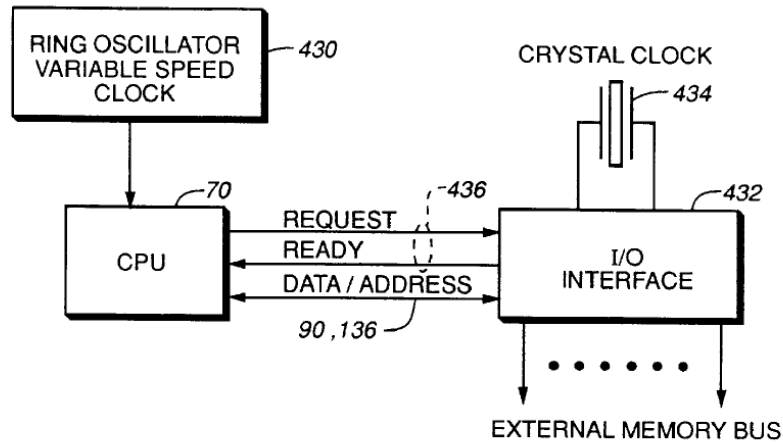 RING OSCILLATOR
VARIABLE SPEED
CLOCK
430
CRYSTAL CLOCK
434
70
CPU
REQUEST
436
READY
DATA / ADDRESS
90 ,136
432
I/O
INTERFACE
EXTERNAL MEMORY BUS